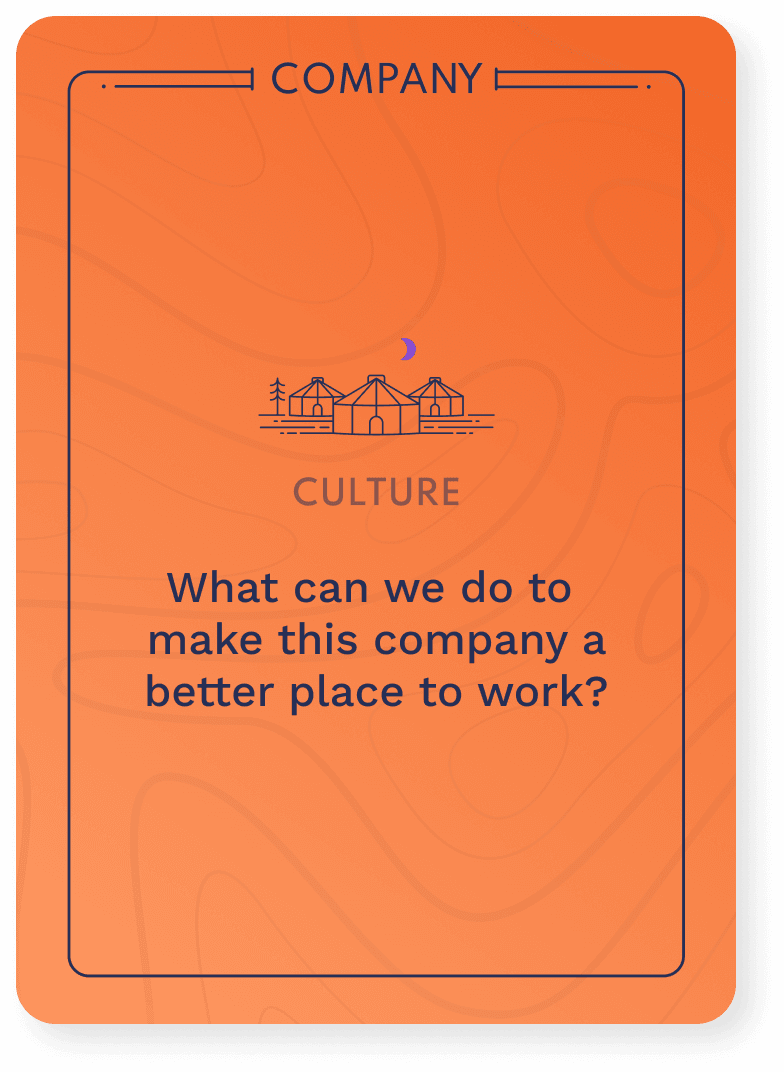 COMPANY
CULTURE
What can we do to
make this company a
better place to work?